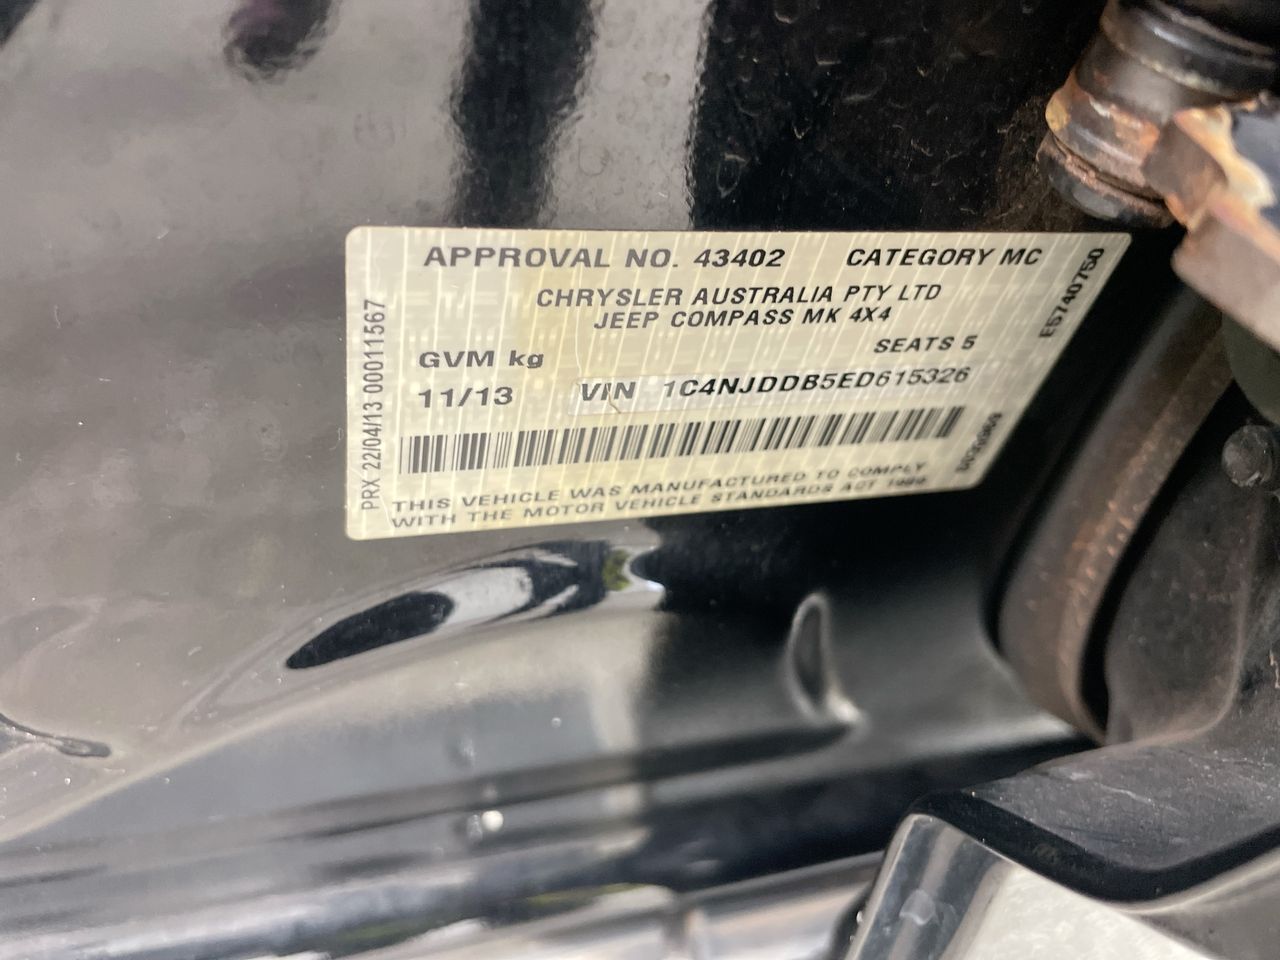 APPROVAL NO. 43402 CATEGORY MC
CHRYSLER AUSTRALIA PTY LTD
JEEP COMPASS MK 4X4
SEATS 5
GVM kg
11/13 VIN 1C4NJDDB5ED615326
THIS VEHICLE WAS MANUFACTURED TO COMPLY
WITH THE MOTOR VEHICLE STANDARDS ACT 1989
PRX 22/04/13 000111567
E5740750